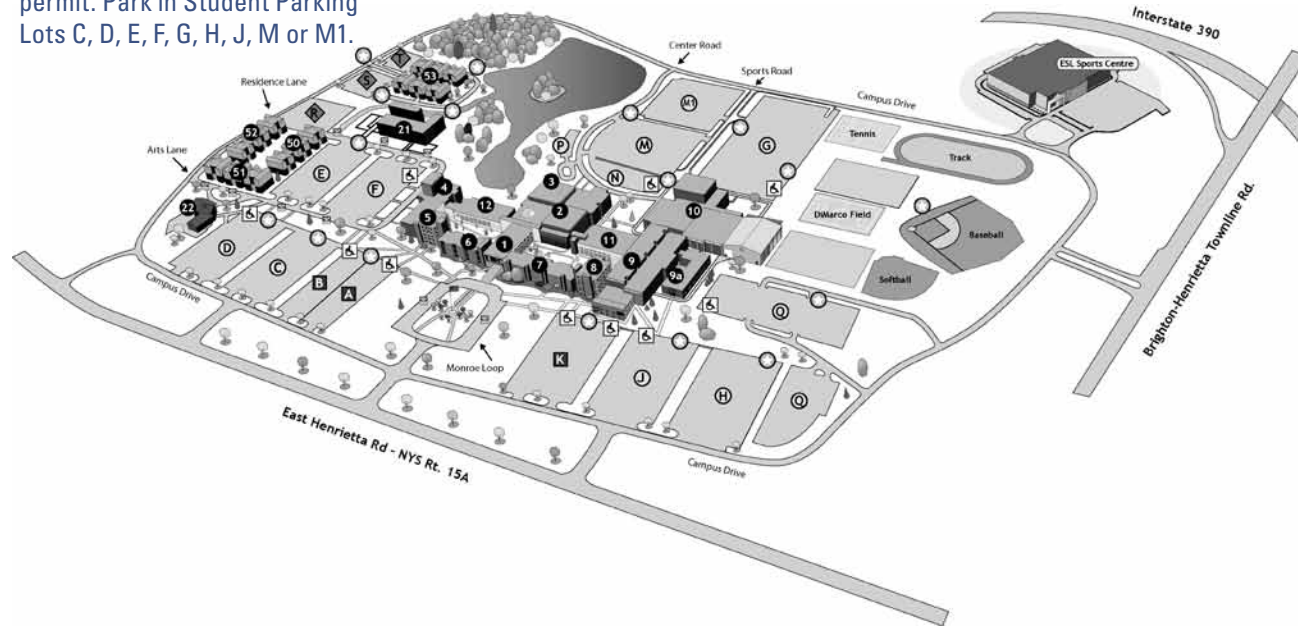 permit. Park in Student Parking
Lots C, D, E, F, G, H, J, M or M1.
Interstate 390
Center Road
ESL Sports Centre
T
53
S
Sports Road
Residence Lane
Campus Drive
R
M1
21
52
Tennis
50
P
M
G
Track
Arts Lane
51
E
N
F
3
4
22
12
2
10
DiMarco Field
5
Baseball
11
1
6
D
9
7
8
9a
C
Softball
B
A
Campus Drive
Q
Brighton-Henrietta Townline Rd.
Monroe Loop
K
J
H
Q
East Henrietta Rd - NYS Rt. 15A
Campus Drive